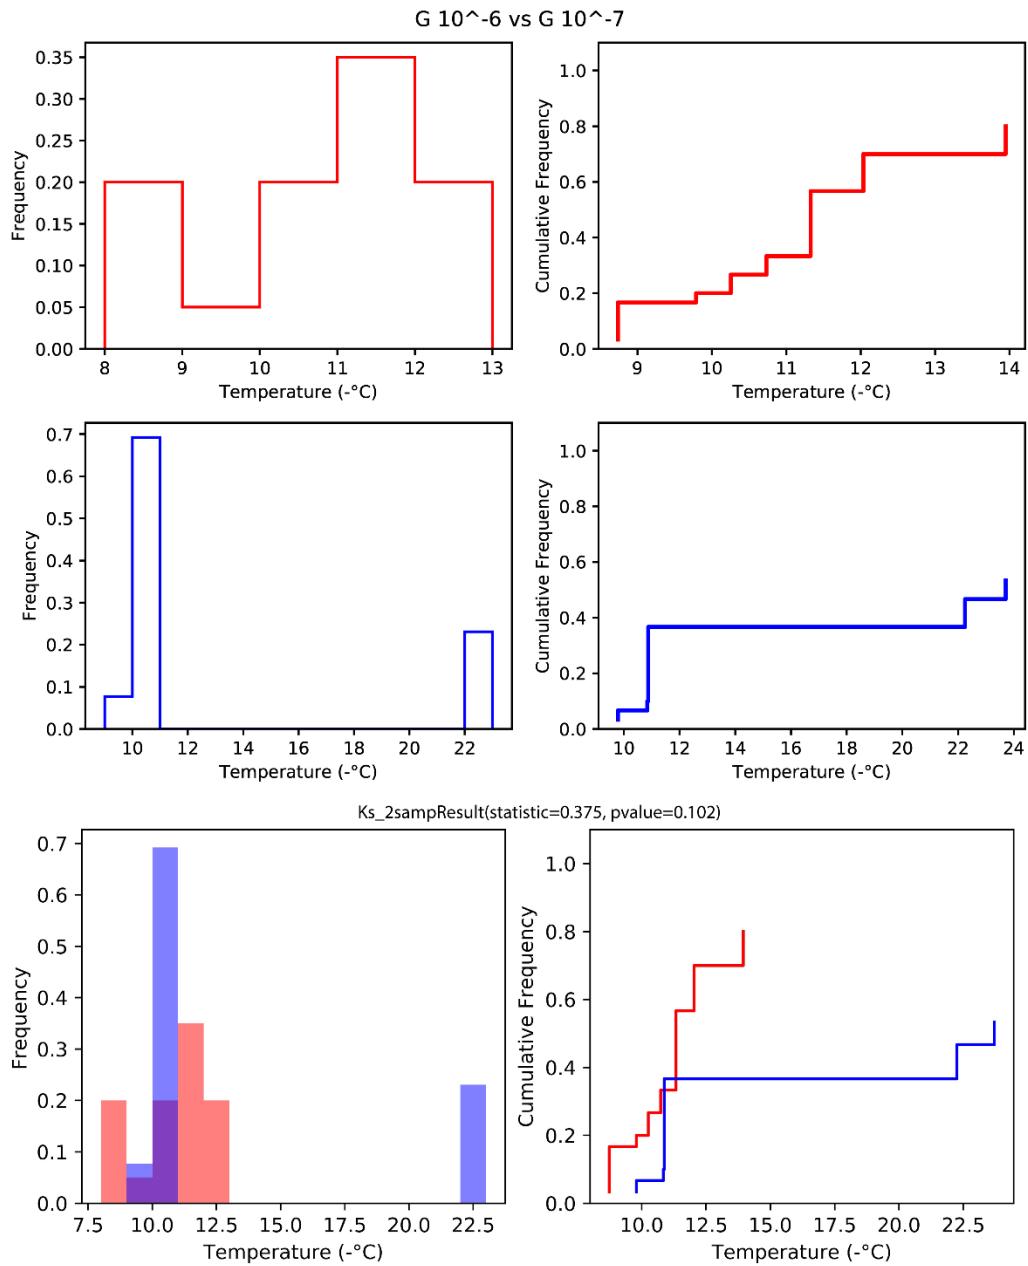 G 10^-6 vs G 10^-7
Frequency
0.35
0.30
0.25
0.20
0.15
0.10
0.05
0.00
8 9 10 11 12 13
Temperature (-°C)
Cumulative Frequency
1.0
0.8
0.6
0.4
0.2
0.0
9 10 11 12 13 14
Temperature (-°C)
Frequency
0.7
0.6
0.5
0.4
0.3
0.2
0.1
0.0
10 12 14 16 18 20 22
Temperature (-°C)
Cumulative Frequency
1.0
0.8
0.6
0.4
0.2
0.0
10 12 14 16 18 20 22 24
Temperature (-°C)
Ks_2sampResult(statistic=0.375, pvalue=0.102)
Frequency
0.7
0.6
0.5
0.4
0.3
0.2
0.1
0.0
7.5 10.0 12.5 15.0 17.5 20.0 22.5
Temperature (-°C)
Cumulative Frequency
1.0
0.8
0.6
0.4
0.2
0.0
10.0 12.5 15.0 17.5 20.0 22.5
Temperature (-°C)